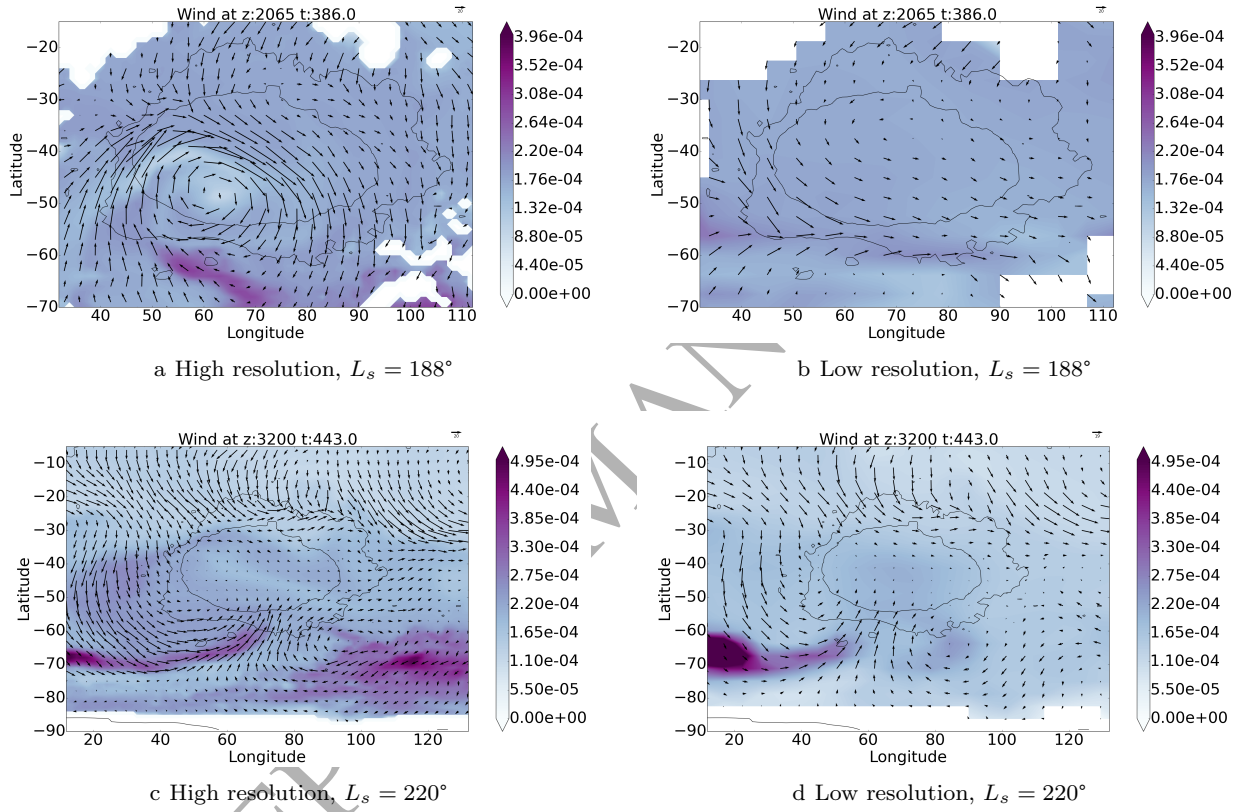 Wind at z:2065 t:386.0
Wind at z:2065 t:386.0
20
−20
−30
−40
−50
−60
−70
Latitude
40 50 60 70 80 90 100 110
Longitude
3.96e-04
3.52e-04
3.08e-04
2.64e-04
2.20e-04
1.76e-04
1.32e-04
8.80e-05
4.40e-05
0.00e+00
−20
−30
−40
−50
−60
−70
Latitude
40 50 60 70 80 90 100 110
Longitude
3.96e-04
3.52e-04
3.08e-04
2.64e-04
2.20e-04
1.76e-04
1.32e-04
8.80e-05
4.40e-05
0.00e+00
a High resolution, Ls = 188°
b Low resolution, Ls = 188°
Wind at z:3200 t:443.0
Wind at z:3200 t:443.0
−10
−20
−30
−40
−50
−60
−70
−80
−90
Latitude
20 40 60 80 100 120
Longitude
4.95e-04
4.40e-04
3.85e-04
3.30e-04
2.75e-04
2.20e-04
1.65e-04
1.10e-04
5.50e-05
0.00e+00
−10
−20
−30
−40
−50
−60
−70
−80
−90
Latitude
20 40 60 80 100 120
Longitude
4.95e-04
4.40e-04
3.85e-04
3.30e-04
2.75e-04
2.20e-04
1.65e-04
1.10e-04
5.50e-05
0.00e+00
c High resolution, Ls = 220°
d Low resolution, Ls = 220°